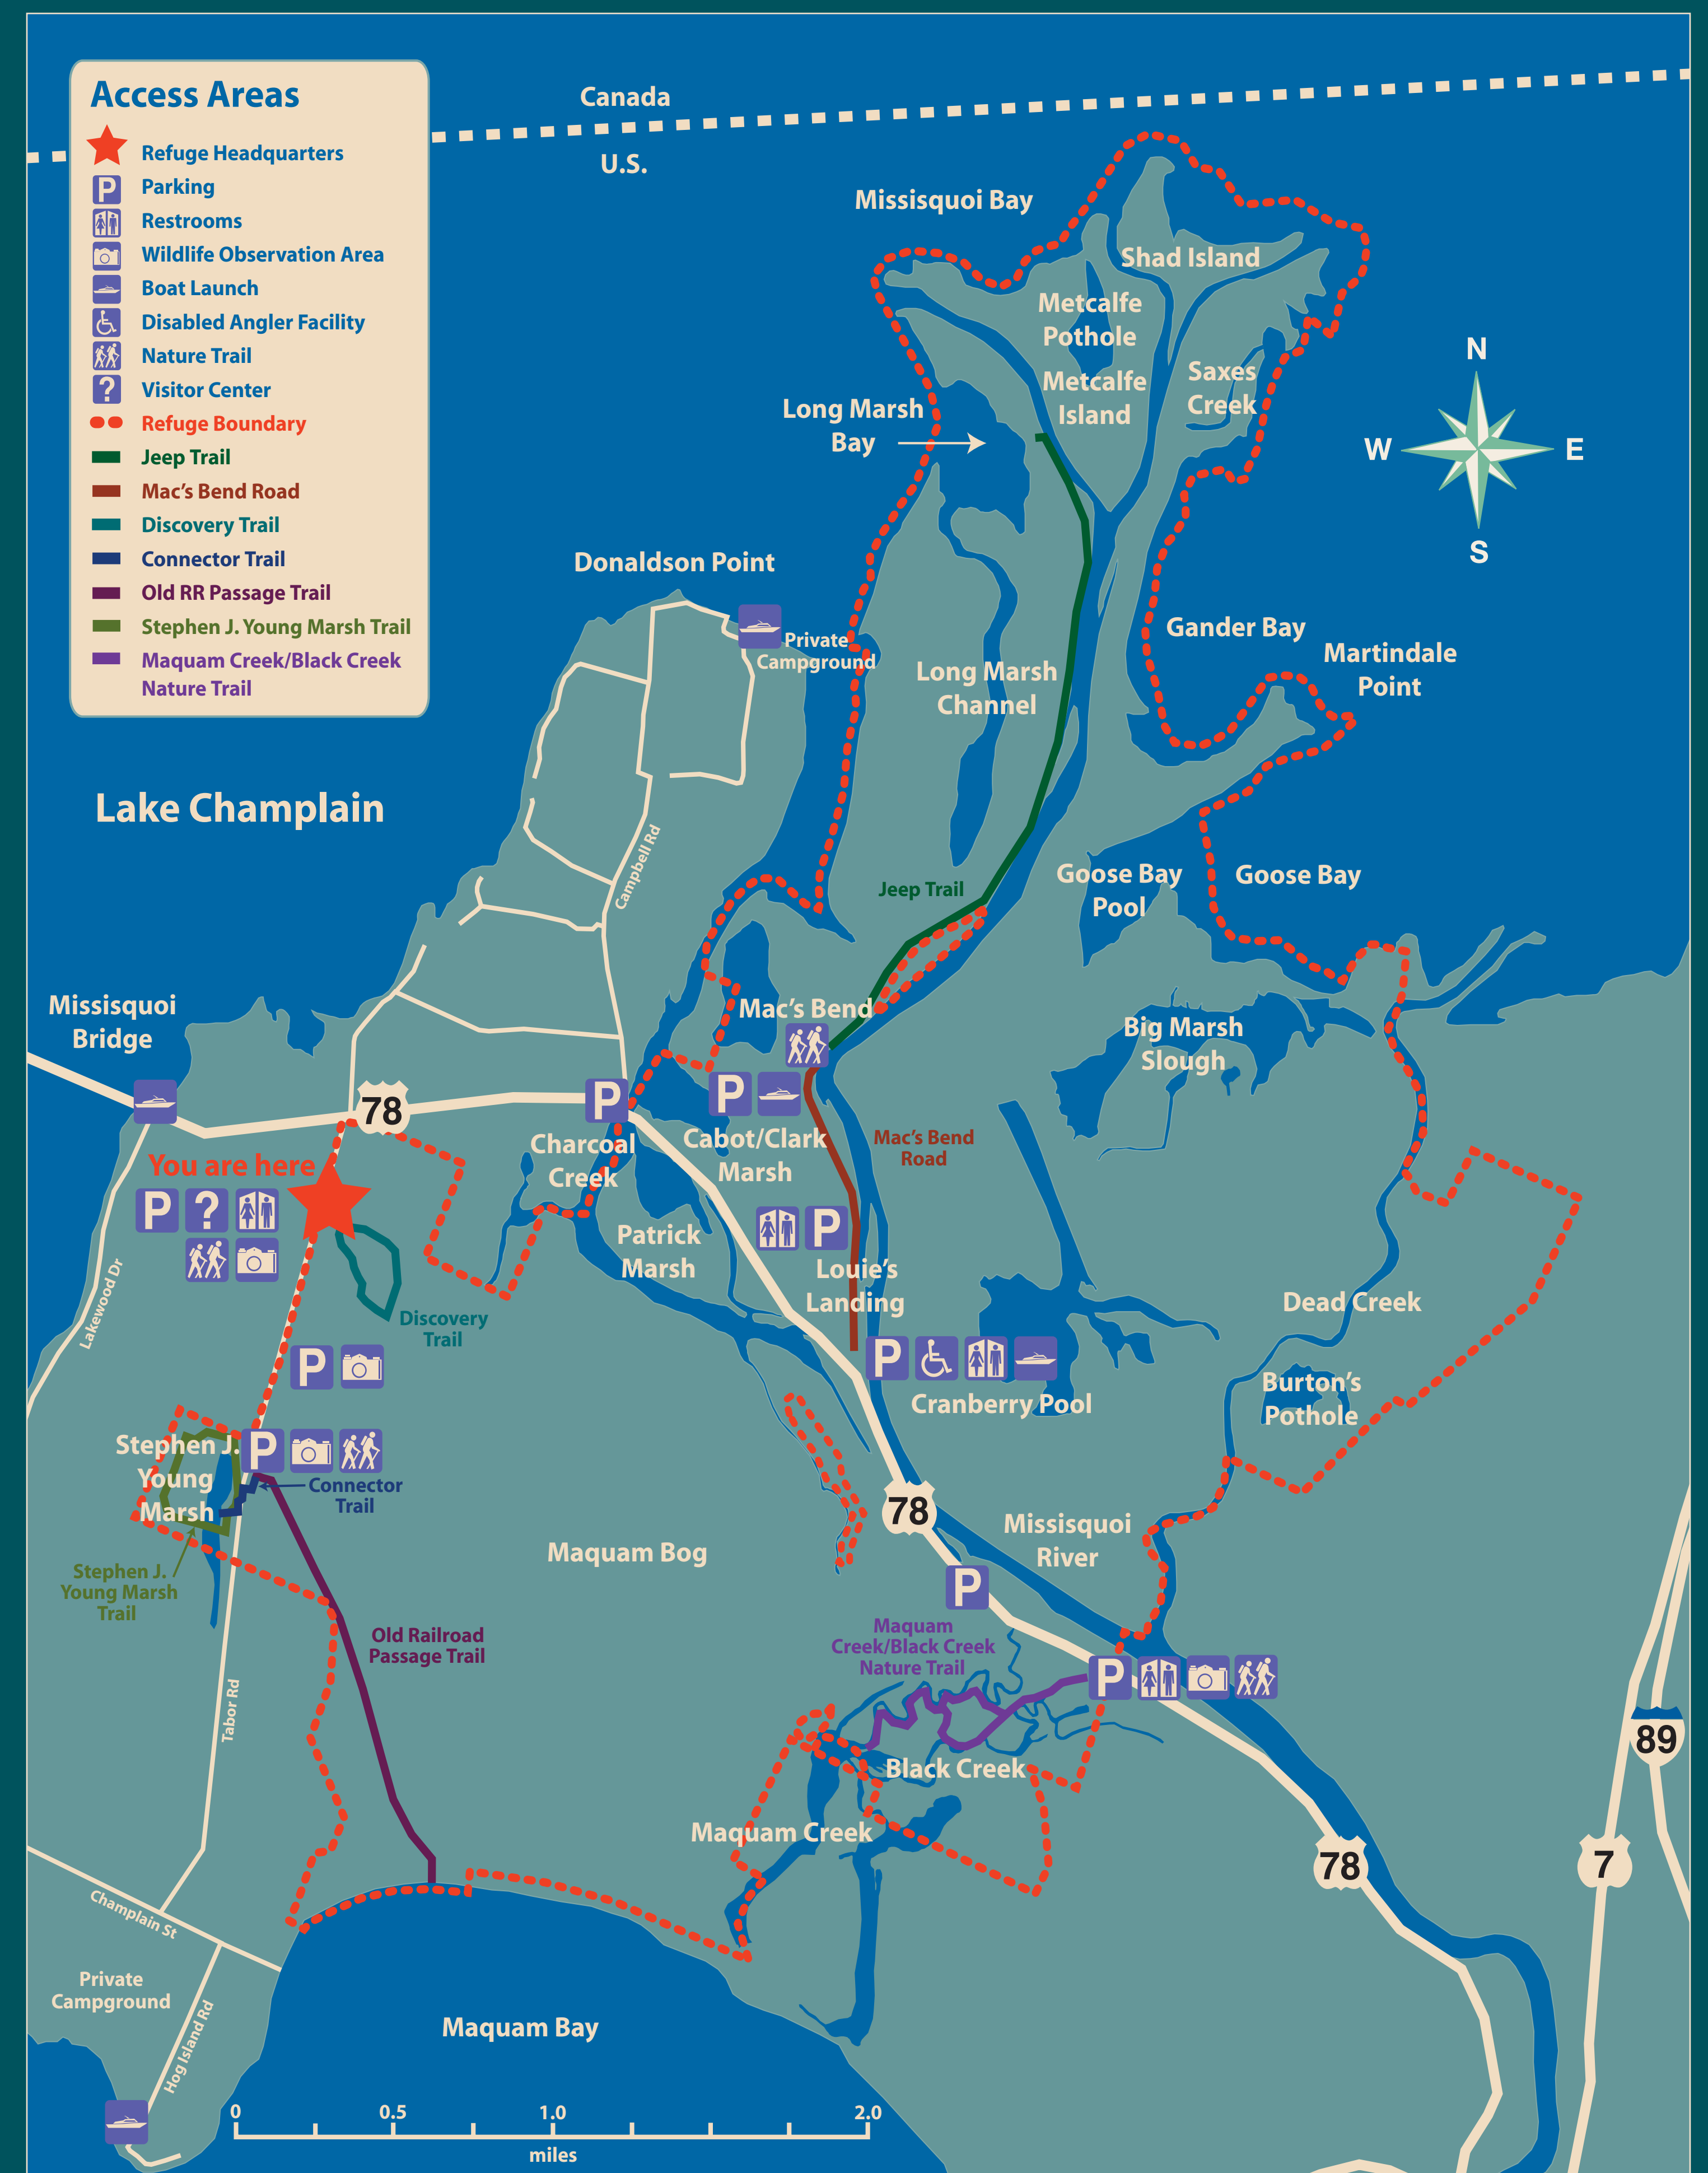 Access Areas
Refuge Headquarters
P
Parking
Restrooms
Wildlife Observation Area
Boat Launch
Disabled Angler Facility
Nature Trail
?
Visitor Center
Refuge Boundary
Jeep Trail
Mac's Bend Road
Discovery Trail
Connector Trail
Old RR Passage Trail
Stephen J. Young Marsh Trail
Maquam Creek/Black Creek
Nature Trail
Canada
U.S.
Missisquoi Bay
Shad Island
Metcalfe
Pothole
Metcalfe
Island
Saxes
Creek
N
W
E
S
Long Marsh
Bay
Donaldson Point
Private
Campground
Long Marsh
Channel
Gander Bay
Martindale
Point
Lake Champlain
Campbell Rd
Jeep Trail
Goose Bay
Pool
Goose Bay
Missisquoi
Bridge
Mac's Bend
Big Marsh
Slough
78
P
P
Charcoal
Creek
Cabot/Clark
Marsh
Mac's Bend
Road
You are here
P
?
Patrick
Marsh
P
Louie's
Landing
Lakewood Dr
Discovery
Trail
Dead Creek
P
P
Cranberry Pool
Burton's
Pothole
Stephen J.
Young
Marsh
P
Connector
Trail
78
Missisquoi
River
Maquam Bog
Stephen J.
Young Marsh
Trail
P
Old Railroad
Passage Trail
Maquam
Creek/Black Creek
Nature Trail
P
Tabor Rd
89
Black Creek
Maquam Creek
78
7
Champlain St
Private
Campground
Hog Island Rd
Maquam Bay
0
0.5
1.0
2.0
miles